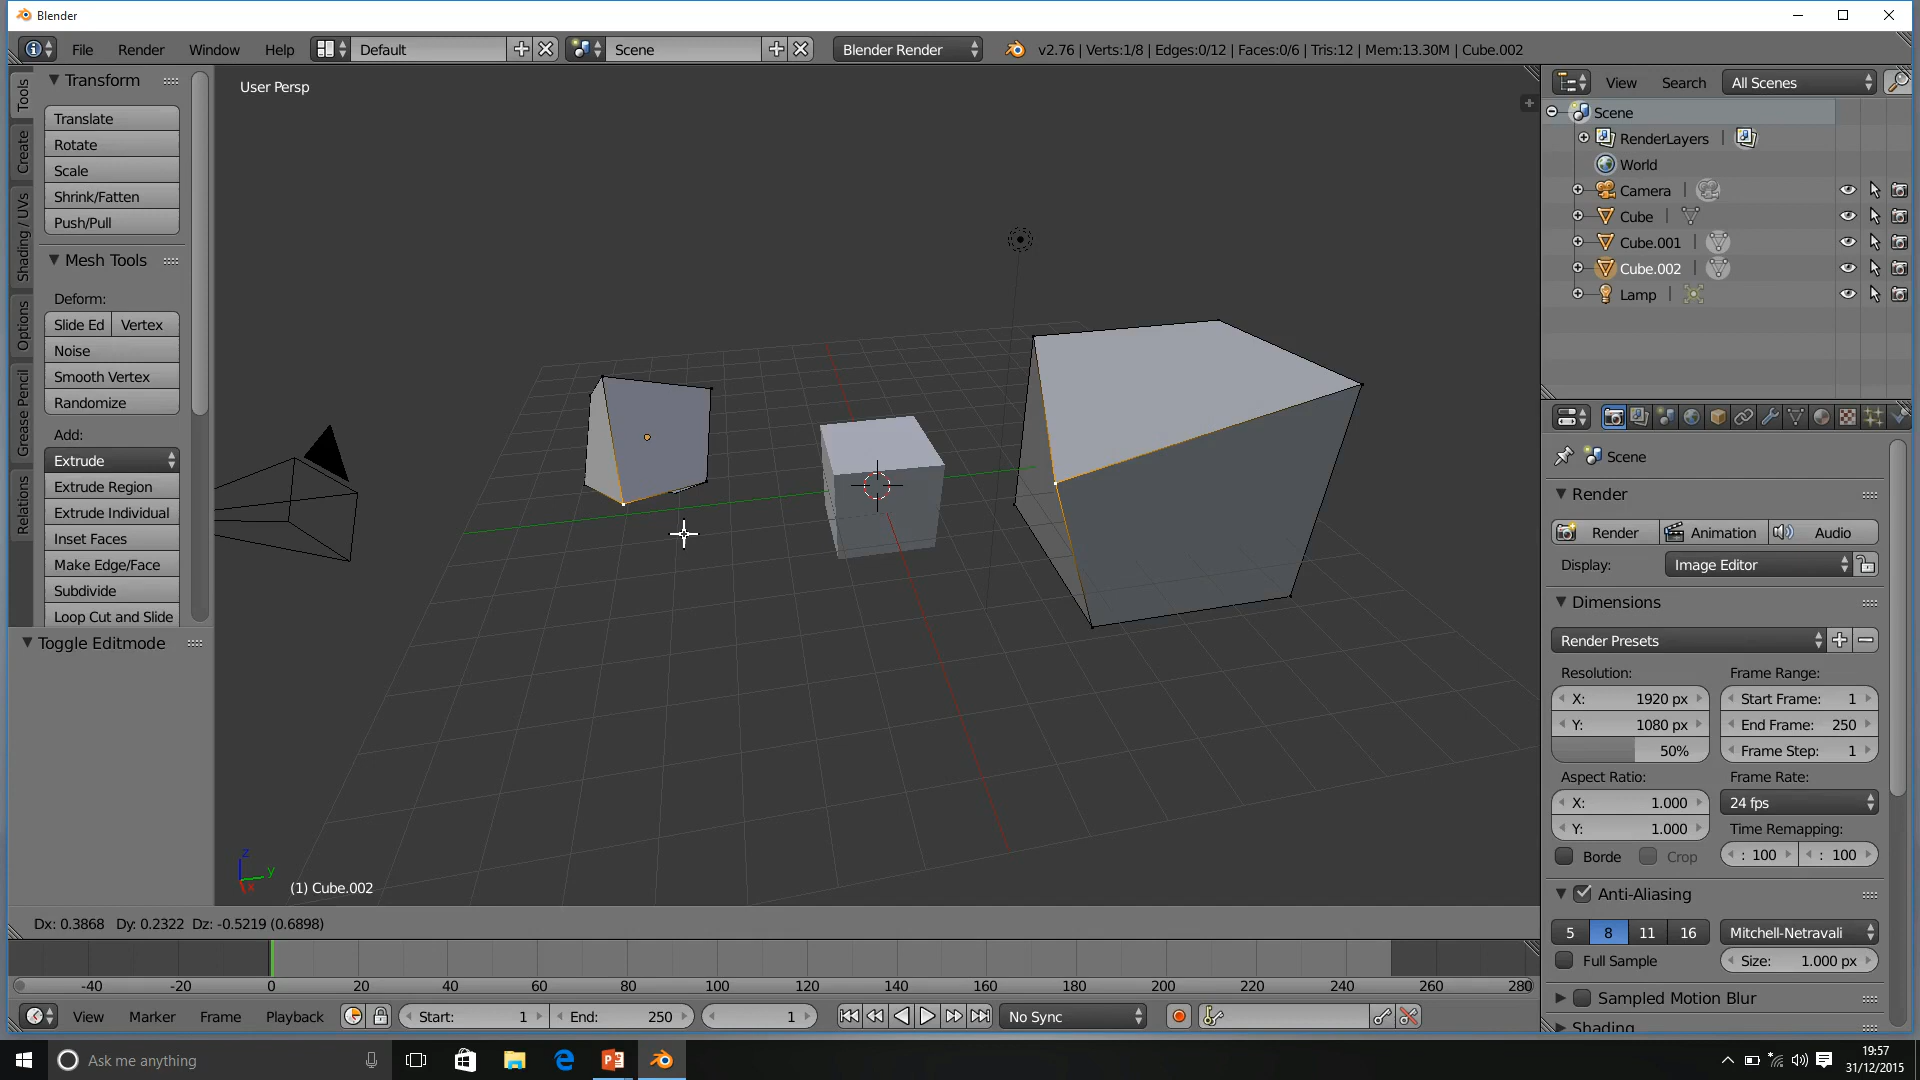 Blender
File Render Window Help Default Scene Blender Render v2.76 | Verts:1/8 | Edges:0/12 | Faces:0/6 | Tris:12 | Mem:13.30M | Cube.002
Tools
Create
Shading / UVs
Options
Grease Pencil
Relations
Transform
Translate
Rotate
Scale
Shrink/Fatten
Push/Pull
Mesh Tools
Deform:
Slide Ed Vertex
Noise
Smooth Vertex
Randomize
Add:
Extrude
Extrude Region
Extrude Individual
Inset Faces
Make Edge/Face
Subdivide
Loop Cut and Slide
Toggle Editmode
User Persp
z
y
x
(1) Cube.002
Dx: 0.3868 Dy: 0.2322 Dz: -0.5219 (0.6898)
View Search All Scenes
Scene
RenderLayers
World
Camera
Cube
Cube.001
Cube.002
Lamp
Scene
Render
Render Animation Audio
Display: Image Editor
Dimensions
Render Presets
Resolution: Frame Range:
X: 1920 px Start Frame: 1
Y: 1080 px End Frame: 250
50% Frame Step: 1
Aspect Ratio: Frame Rate:
X: 1.000 24 fps
Y: 1.000 Time Remapping:
Borde Crop : 100 : 100
Anti-Aliasing
5 8 11 16 Mitchell-Netravali
Full Sample Size: 1.000 px
Sampled Motion Blur
Shading
-40 -20 0 20 40 60 80 100 120 140 160 180 200 220 240 260 280
View Marker Frame Playback Start: 1 End: 250 1 No Sync
Ask me anything
19:57
31/12/2015